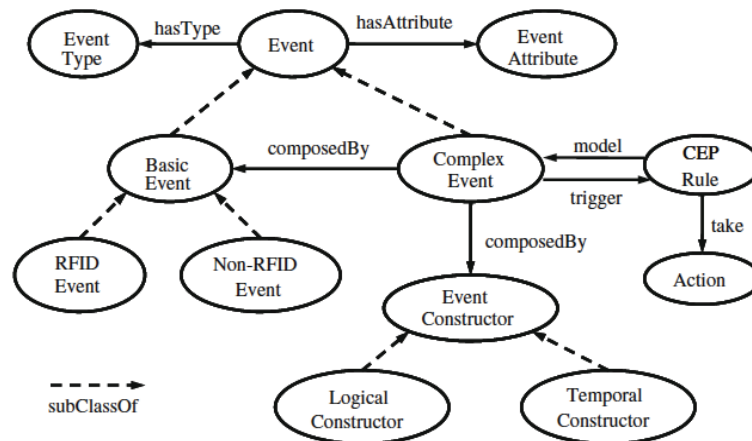 hasType
hasAttribute
Event
Type
Event
Event
Attribute
Basic
Event
composedBy
Complex
Event
model
trigger
CEP
Rule
take
composedBy
RFID
Event
Non-RFID
Event
Action
Event
Constructor
subClassOf
Logical
Constructor
Temporal
Constructor